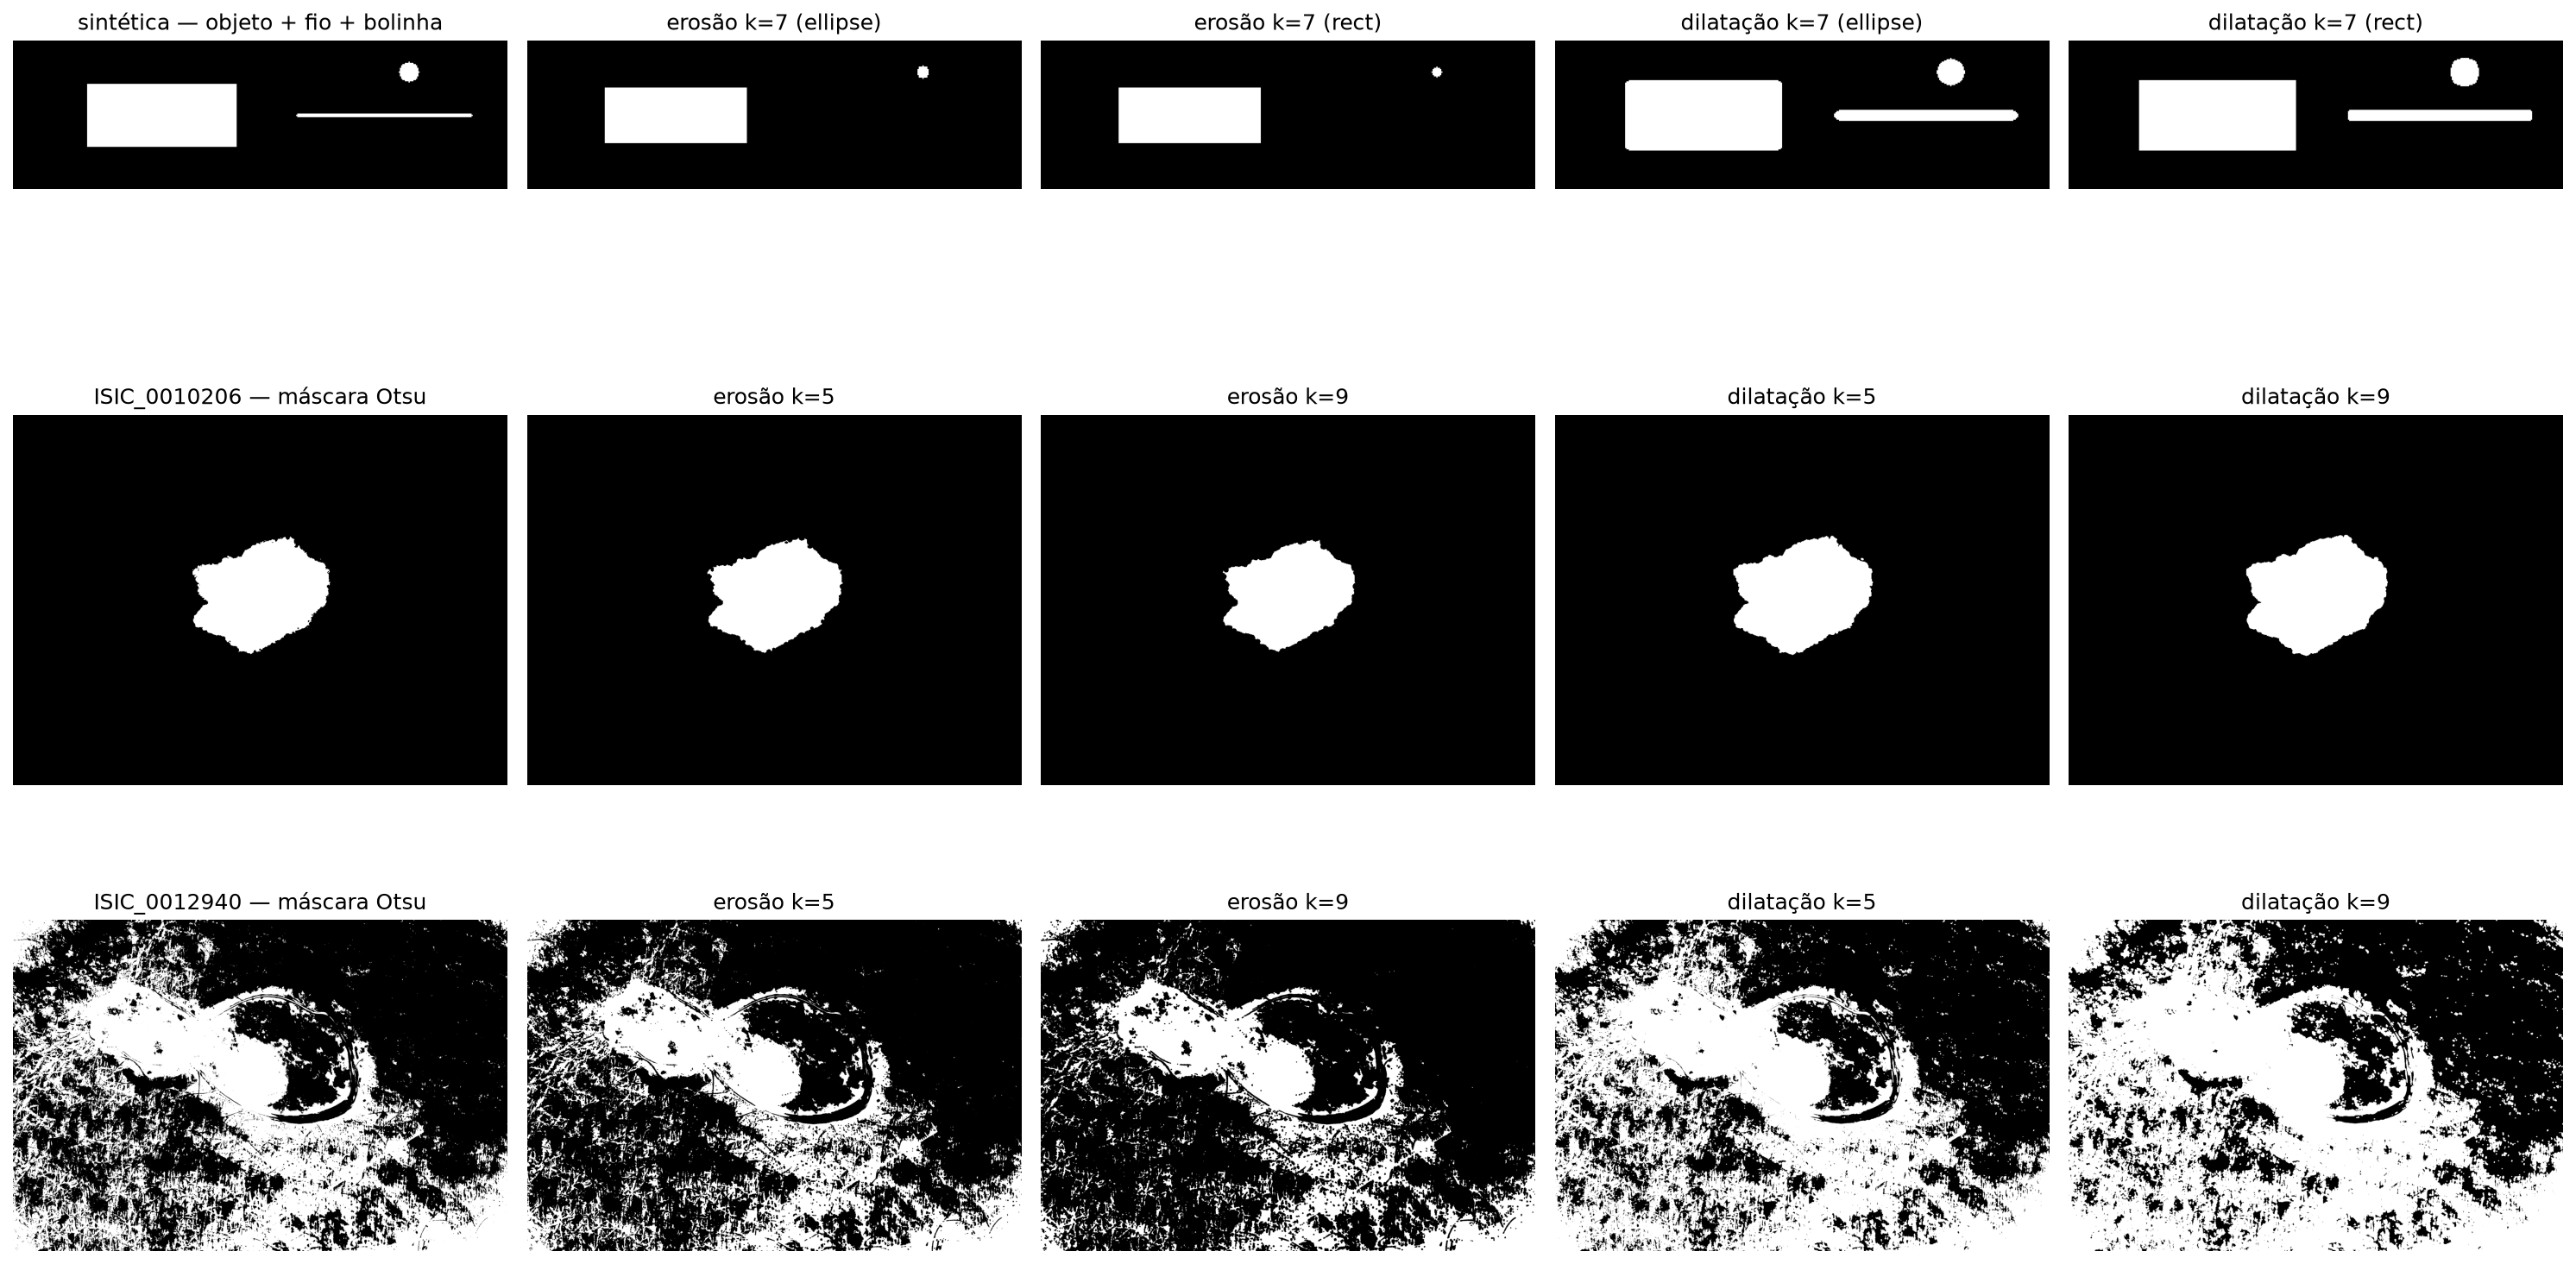 sintética — objeto + fio + bolinha
erosão k=7 (ellipse)
erosão k=7 (rect)
dilatação k=7 (ellipse)
dilatação k=7 (rect)
ISIC_0010206 — máscara Otsu
erosão k=5
erosão k=9
dilatação k=5
dilatação k=9
ISIC_0012940 — máscara Otsu
erosão k=5
erosão k=9
dilatação k=5
dilatação k=9